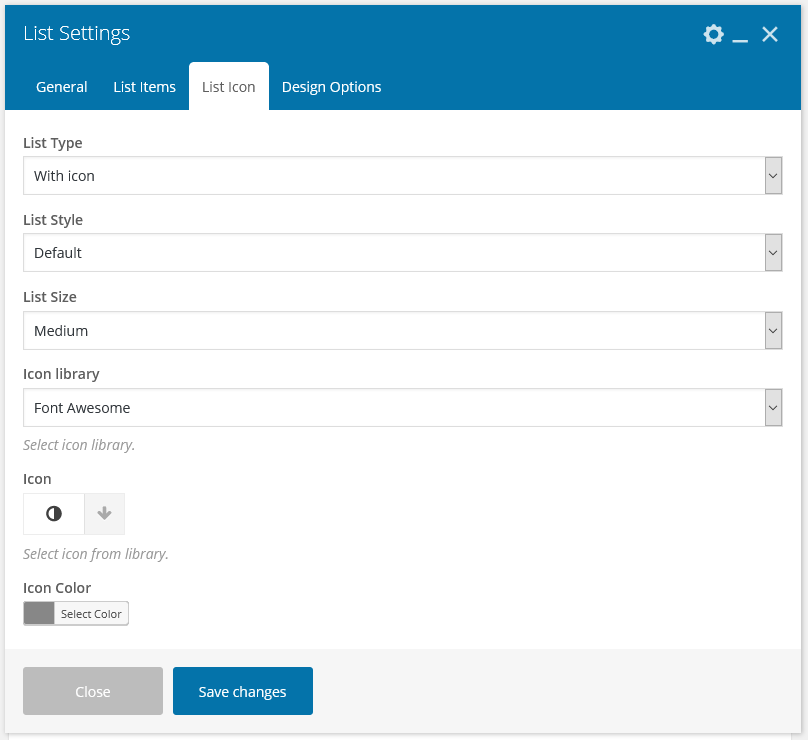 List Settings
General List Items List Icon Design Options
List Type
With icon
List Style
Default
List Size
Medium
Icon library
Font Awesome
Select icon library.
Icon
Select icon from library.
Icon Color
Select Color
Close Save changes